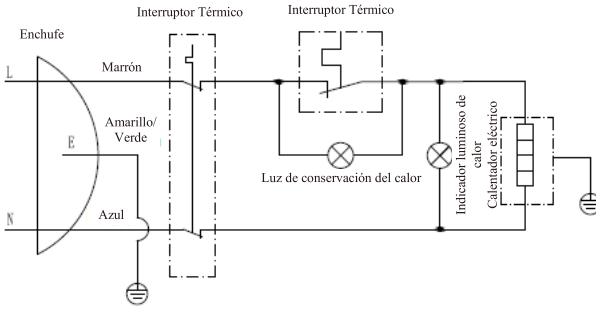 Interruptor Térmico
Interruptor Térmico
Enchufe
L
Marrón
Amarillo/
Verde
E
Luz de conservación del calor
Indicador luminoso de
calor
Calentador eléctrico
N
Azul